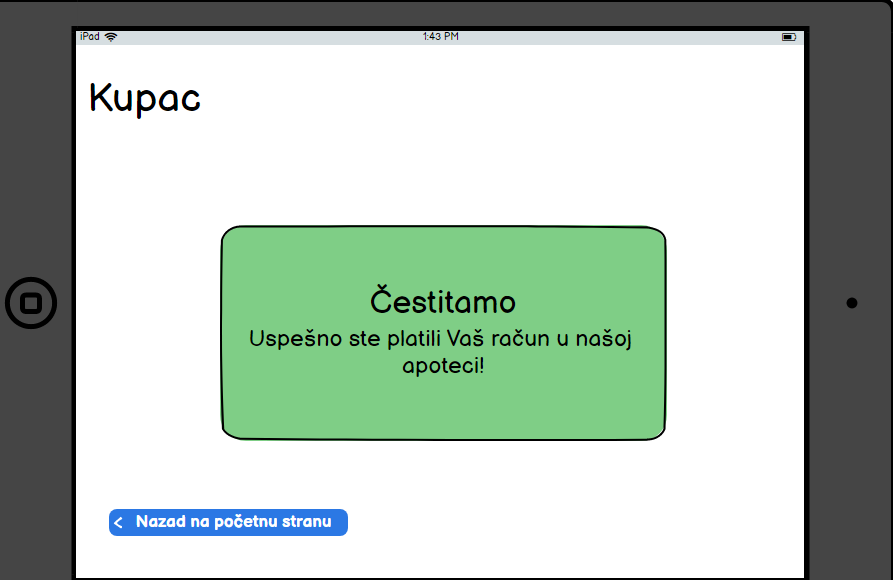 iPad
1:43 PM
Kupac
Čestitamo
Uspešno ste platili Vaš račun u našoj
apoteci!
Nazad na početnu stranu